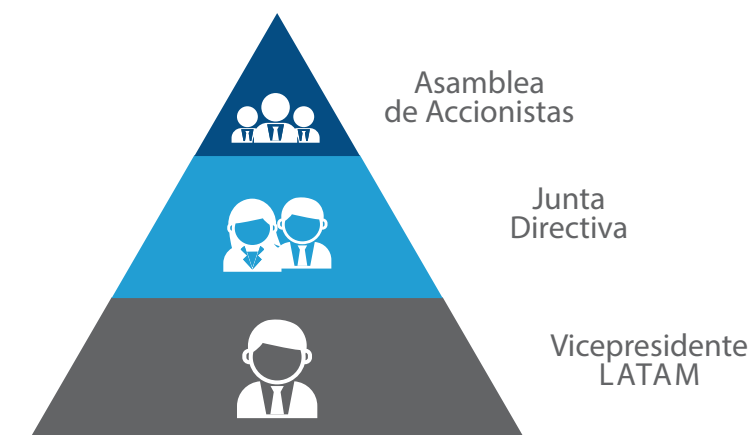 Asamblea
de Accionistas
Junta
Directiva
Vicepresidente
LATAM